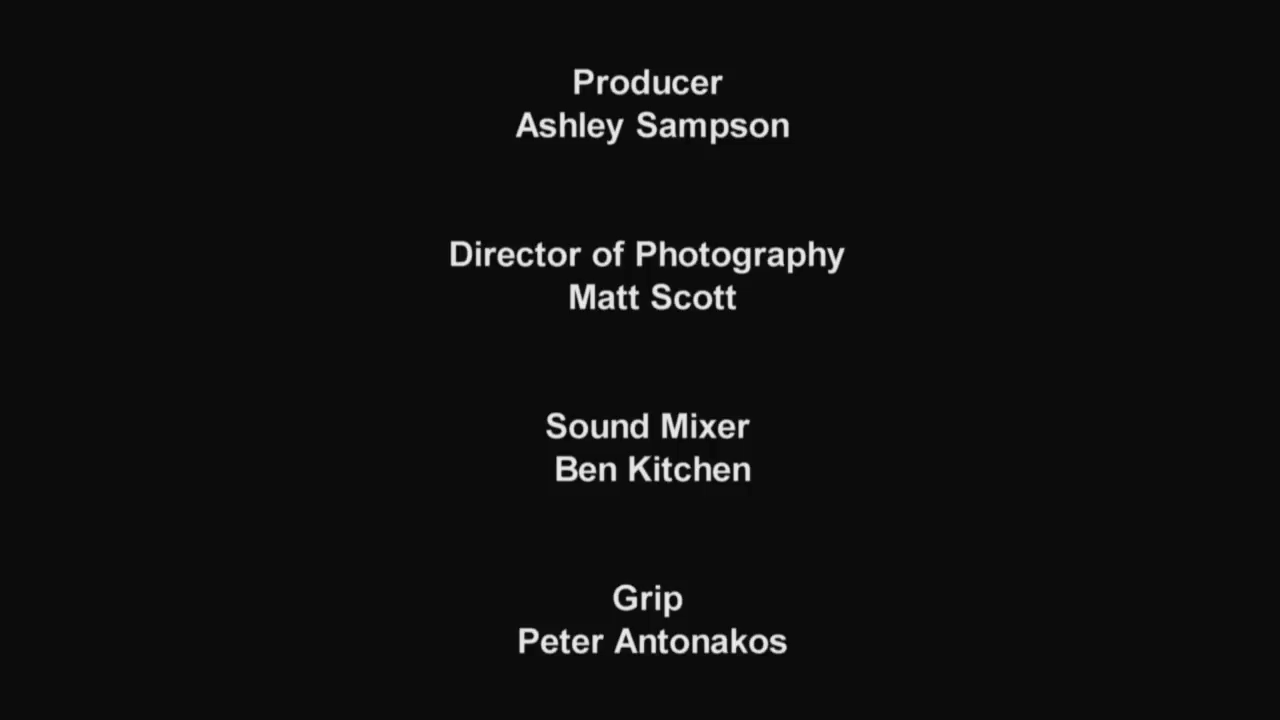 Producer
Ashley Sampson
Director of Photography
Matt Scott
Sound Mixer
Ben Kitchen
Grip
Peter Antonakos